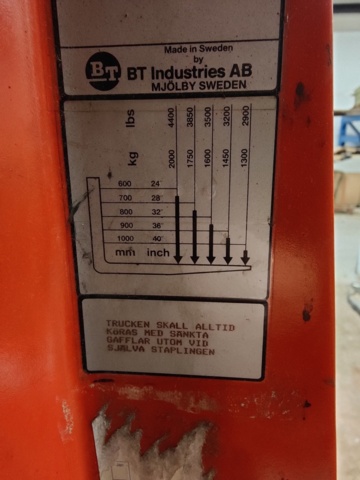 Made in Sweden
by
BT
BT Industries AB
MJÖLBY SWEDEN
lbs 4400 3850 3500 3200 2900
kg 2000 1750 1600 1450 1300
600 24"
700 28"
800 32"
900 36"
1000 40"
mm inch
TRUCKEN SKALL ALLTID
KÖRAS MED SÄNKTA
GAFFLAR UTOM VID
SJÄLVA STAPLINGEN